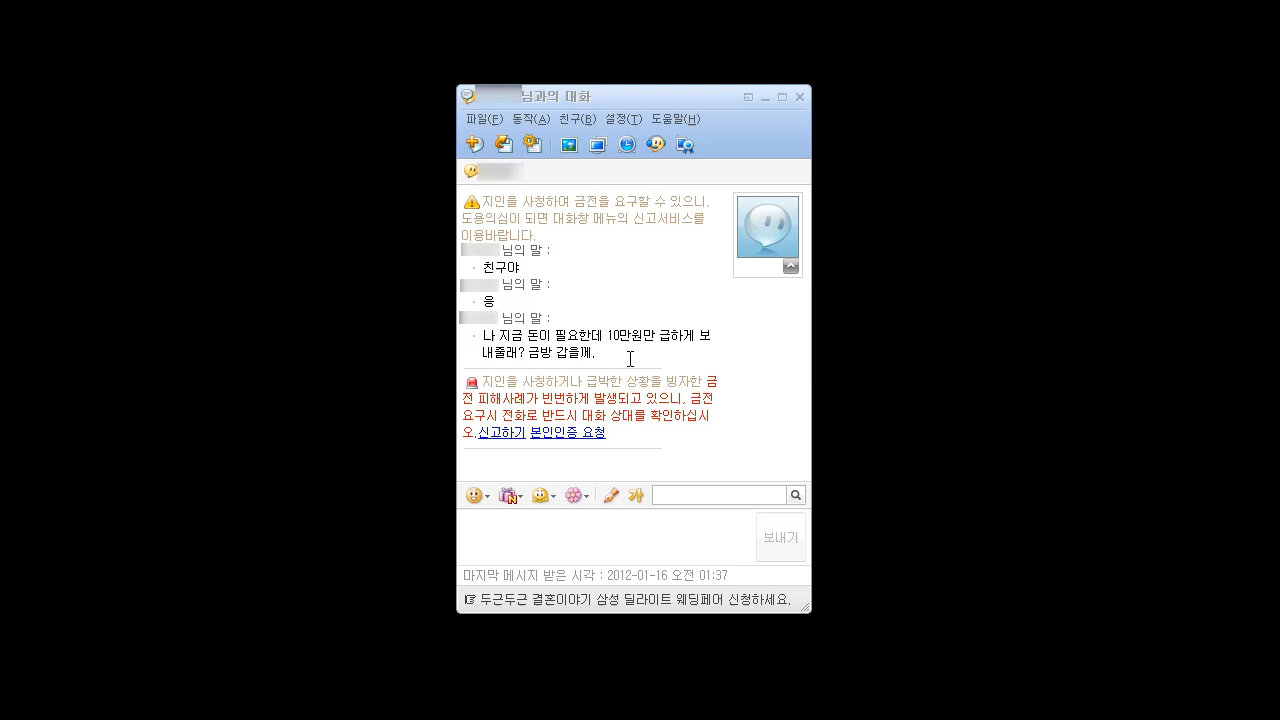 님과의 대화
파일(F) 동작(A) 친구(B) 설정(T) 도움말(H)
지인을 사칭하여 금전을 요구할 수 있으니,
도용의심이 되면 대화창 메뉴의 신고서비스를
이용바랍니다.
님의 말 :
친구야
님의 말 :
응
님의 말 :
나 지금 돈이 필요한데 10만원만 급하게 보
내줄래? 금방 갚을께.
지인을 사칭하거나 급박한 상황을 빙자한 금
전 피해사례가 빈번하게 발생되고 있으니, 금전
요구시 전화로 반드시 대화 상대를 확인하십시
오.신고하기 본인인증 요청
가
보내기
마지막 메시지 받은 시각 : 2012-01-16 오전 01:37
☞ 두근두근 결혼이야기 삼성 딜라이트 웨딩페어 신청하세요.